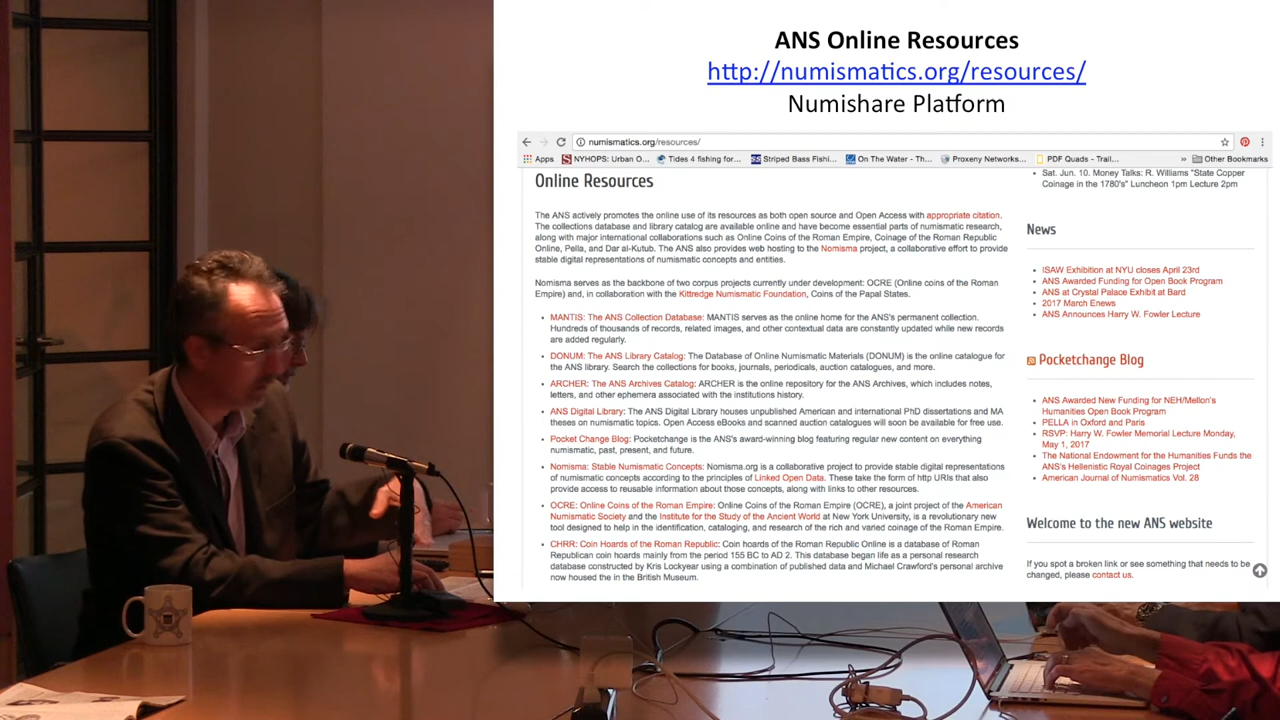 ANS Online Resources
http://numismatics.org/resources/
Numishare Platform
numismatics.org/resources/
Apps
NYHOPS: Urban O...
Tides 4 fishing for...
Striped Bass Fishi...
On The Water - Th...
Proxeny Networks...
PDF Quads - Trail...
» Other Bookmarks
Online Resources
The ANS actively promotes the online use of its resources as both open source and Open Access with appropriate citation.
The collections database and library catalog are available online and have become essential parts of numismatic research,
along with major international collaborations such as Online Coins of the Roman Empire, Coinage of the Roman Republic
Online, Pella, and Dar al-Kutub. The ANS also provides web hosting to the Nomisma project, a collaborative effort to provide
stable digital representations of numismatic concepts and entities.
Nomisma serves as the backbone of two corpus projects currently under development: OCRE (Online coins of the Roman
Empire) and, in collaboration with the Kittredge Numismatic Foundation, Coins of the Papal States.
• MANTIS: The ANS Collection Database: MANTIS serves as the online home for the ANS's permanent collection.
Hundreds of thousands of records, related images, and other contextual data are constantly updated while new records
are added regularly.
• DONUM: The ANS Library Catalog: The Database of Online Numismatic Materials (DONUM) is the online catalogue for
the ANS library. Search the collections for books, journals, periodicals, auction catalogues, and more.
• ARCHER: The ANS Archives Catalog: ARCHER is the online repository for the ANS Archives, which includes notes,
letters, and other ephemera associated with the institutions history.
• ANS Digital Library: The ANS Digital Library houses unpublished American and international PhD dissertations and MA
theses on numismatic topics. Open Access eBooks and scanned auction catalogues will soon be available for free use.
• Pocket Change Blog: Pocketchange is the ANS's award-winning blog featuring regular new content on everything
numismatic, past, present, and future.
• Nomisma: Stable Numismatic Concepts: Nomisma.org is a collaborative project to provide stable digital representations
of numismatic concepts according to the principles of Linked Open Data. These take the form of http URIs that also
provide access to reusable information about those concepts, along with links to other resources.
• OCRE: Online Coins of the Roman Empire: Online Coins of the Roman Empire (OCRE), a joint project of the American
Numismatic Society and the Institute for the Study of the Ancient World at New York University, is a revolutionary new
tool designed to help in the identification, cataloging, and research of the rich and varied coinage of the Roman Empire.
• CHRR: Coin Hoards of the Roman Republic: Coin hoards of the Roman Republic Online is a database of Roman
Republican coin hoards mainly from the period 155 BC to AD 2. This database began life as a personal research
database constructed by Kris Lockyear using a combination of published data and Michael Crawford's personal archive
now housed the in the British Museum.
• Sat. Jun. 10. Money Talks: R. Williams "State Copper
Coinage in the 1780's" Luncheon 1pm Lecture 2pm
News
• ISAW Exhibition at NYU closes April 23rd
• ANS Awarded Funding for Open Book Program
• ANS at Crystal Palace Exhibit at Bard
• 2017 March Enews
• ANS Announces Harry W. Fowler Lecture
Pocketchange Blog
• ANS Awarded New Funding for NEH/Mellon's
Humanities Open Book Program
• PELLA in Oxford and Paris
• RSVP: Harry W. Fowler Memorial Lecture Monday,
May 1, 2017
• The National Endowment for the Humanities Funds the
ANS's Hellenistic Royal Coinages Project
• American Journal of Numismatics Vol. 28
Welcome to the new ANS website
If you spot a broken link or see something that needs to be
changed, please contact us.